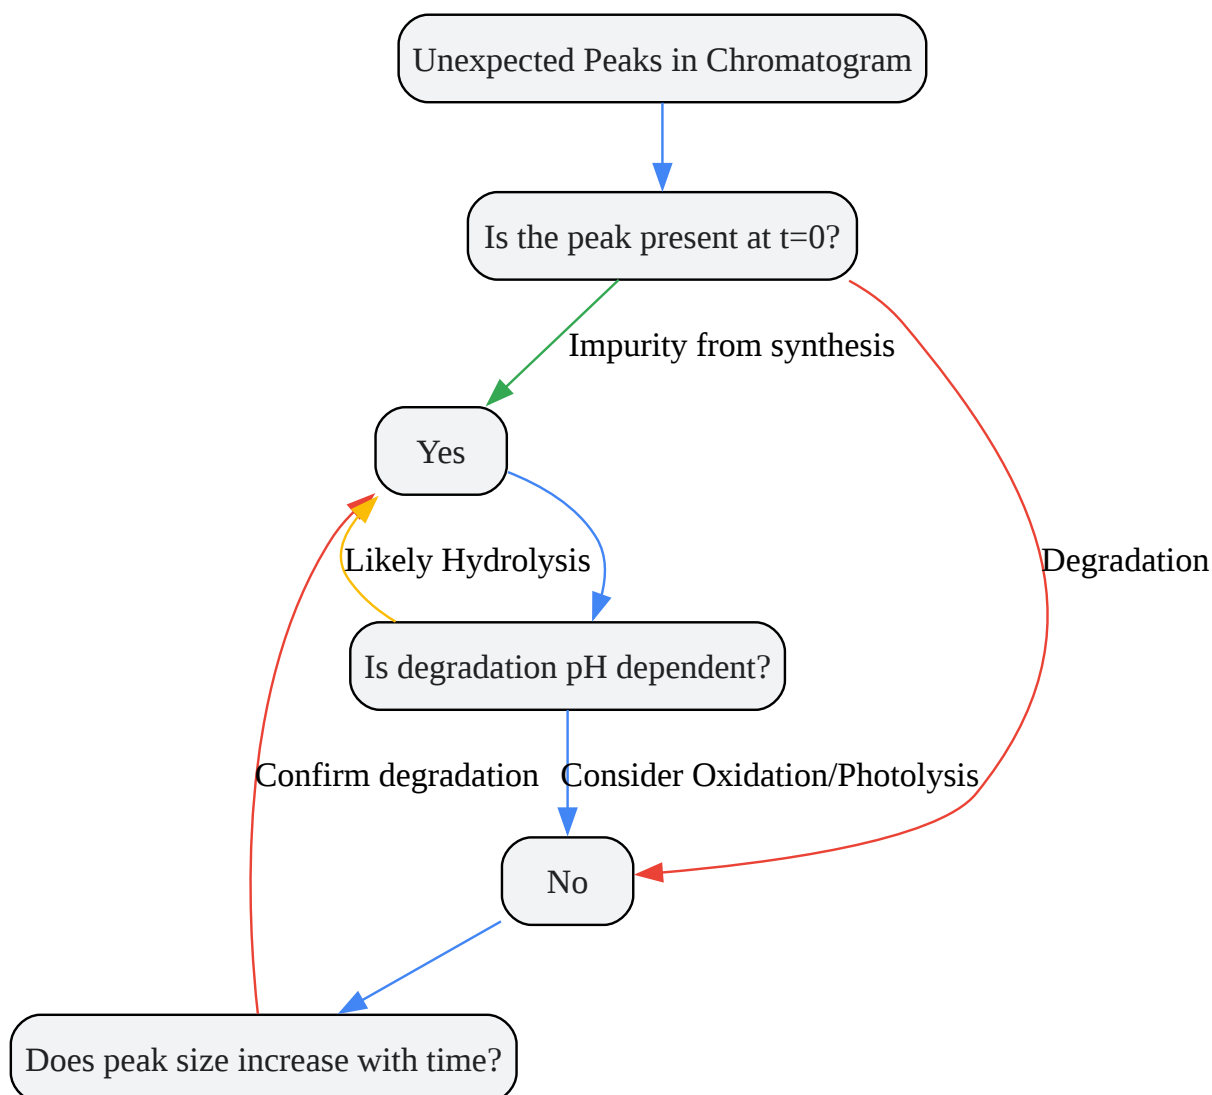 Unexpected Peaks in Chromatogram
Is the peak present at t=0?
Impurity from synthesis
Yes
Likely Hydrolysis
Degradation
Is degradation pH dependent?
Confirm degradation
Consider Oxidation/Photolysis
No
Does peak size increase with time?